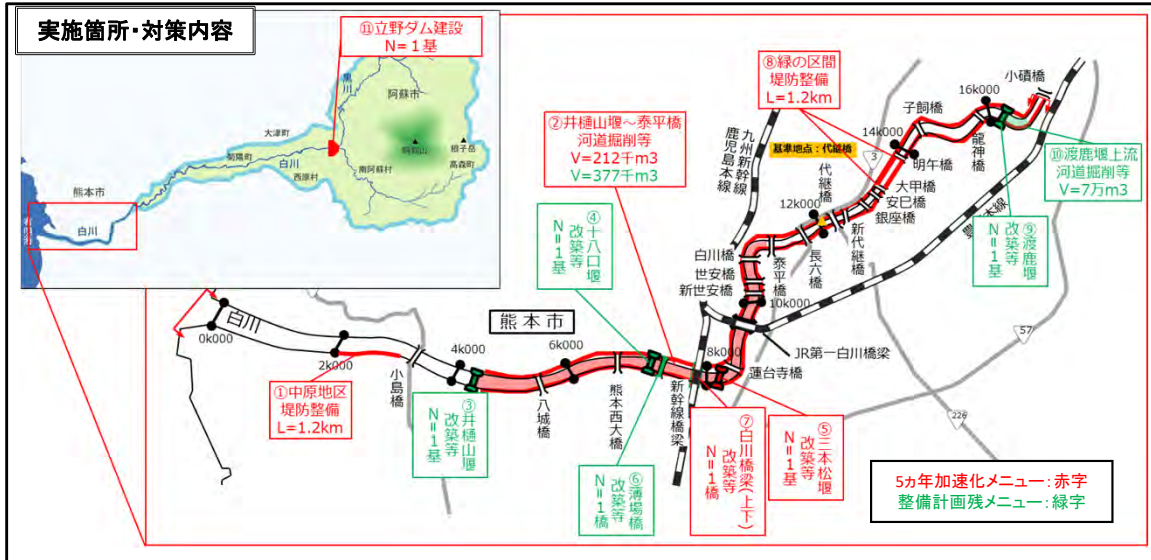 実施箇所・対策内容
⑪立野ダム建設
N=1基
黒川
阿蘇市
大津町
阿蘇山
根子岳
高森町
菊陽町
白川
南阿蘇村
西原村
熊本市
白川
②井樋山堰～泰平橋
河道掘削等
V=212千m3
V=377千m3
⑧緑の区間
堤防整備
L=1.2km
九州新幹線
鹿児島本線
基準地点:代継橋
3
小磧橋
16k000
子飼橋
14k000
龍神橋
明午橋
大甲橋
安巳橋
銀座橋
代継橋
12k000
新代継橋
長六橋
泰平橋
白川橋
世安橋
新世安橋
10k000
豊肥本線
⑩渡鹿堰上流
河道掘削等
V=7万m3
⑨渡鹿堰
改築等
N=1基
57
226
JR第一白川橋梁
蓮台寺橋
8k000
④十八口堰
改築等
N=1基
熊本市
白川
0k000
2k000
4k000
6k000
小島橋
八城橋
熊本西大橋
新幹線橋梁
①中原地区
堤防整備
L=1.2km
③井樋山堰
改築等
N=1基
⑥薄場橋
改築等
N=1橋
⑦白川橋梁(上下)
改築等
N=1橋
⑤三本松堰
改築等
N=1基
5カ年加速化メニュー:赤字
整備計画残メニュー:緑字